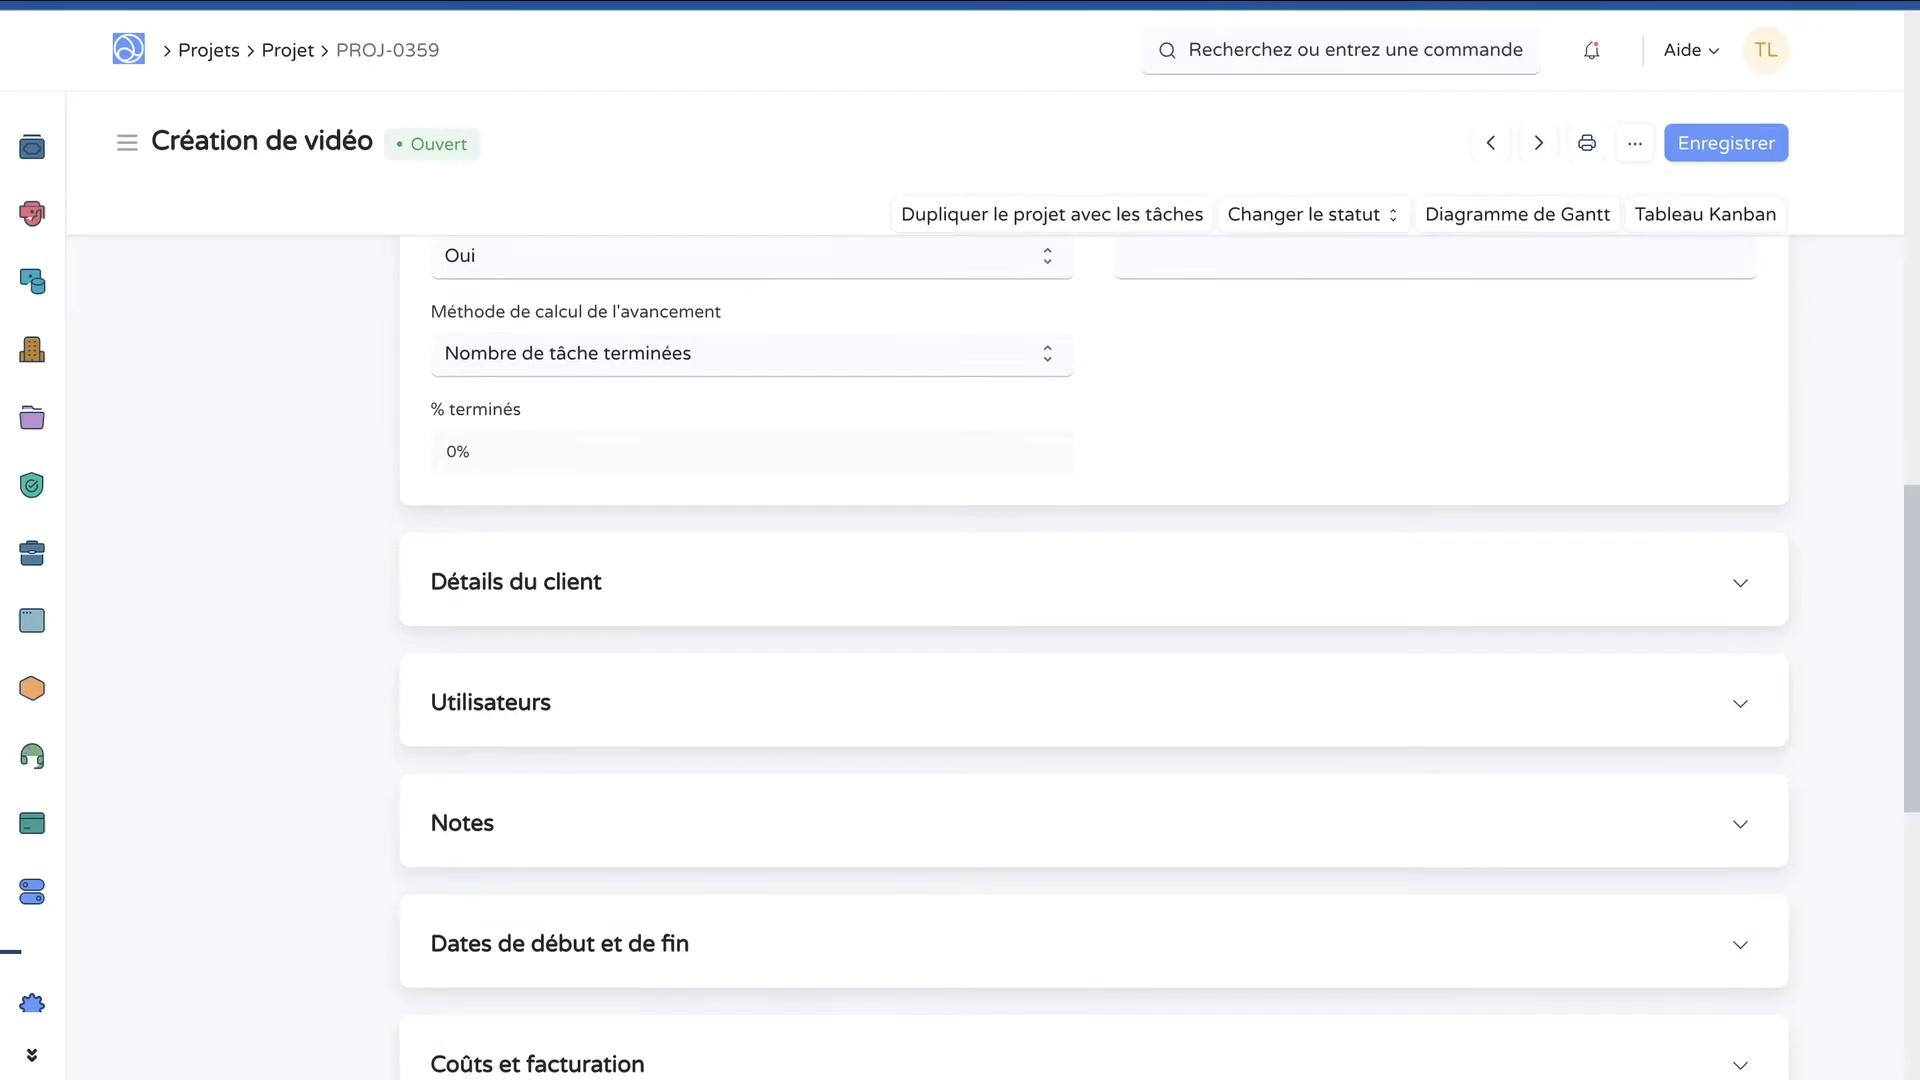 Projets
Projet
PROJ-0359
Recherchez ou entrez une commande
Aide
TL
Création de vidéo
Ouvert
Enregistrer
Dupliquer le projet avec les tâches
Changer le statut
Diagramme de Gantt
Tableau Kanban
Oui
Méthode de calcul de l'avancement
Nombre de tâche terminées
% terminés
0%
Détails du client
Utilisateurs
Notes
Dates de début et de fin
Coûts et facturation